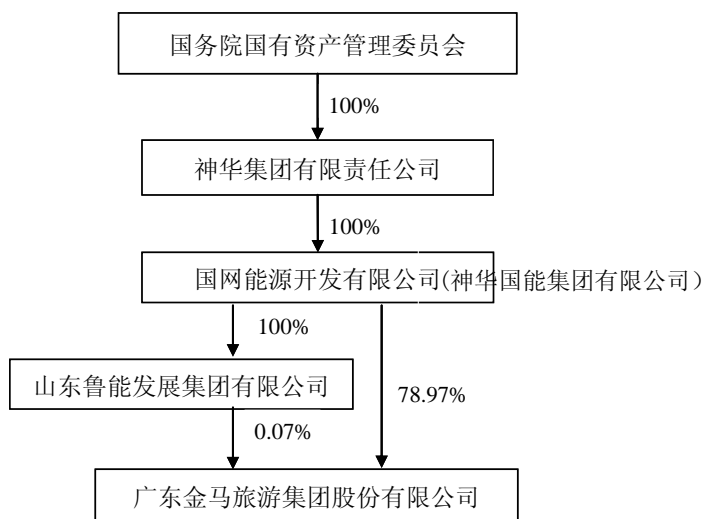 国务院国有资产管理委员会
100%
神华集团有限责任公司
100%
国网能源开发有限公司(神华国能集团有限公司）
100%
山东鲁能发展集团有限公司
78.97%
0.07%
广东金马旅游集团股份有限公司